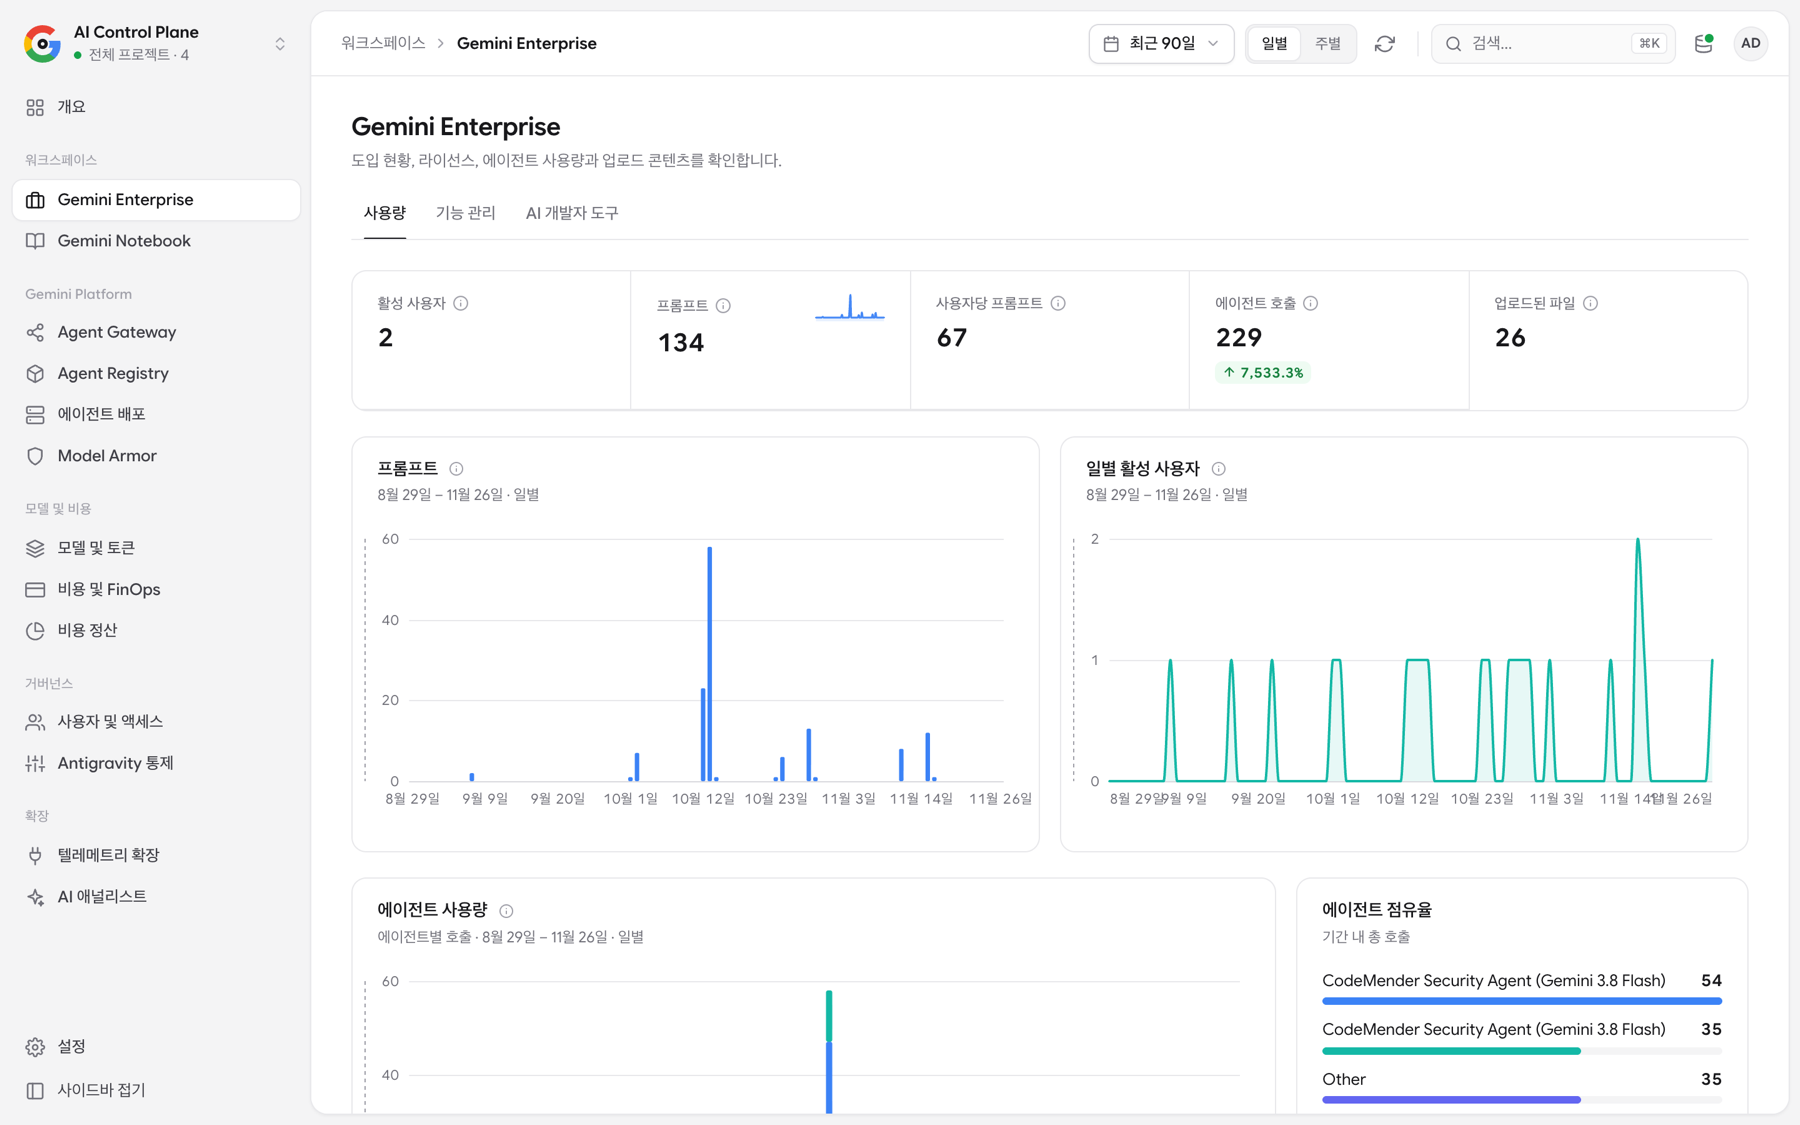 AI Control Plane
전체 프로젝트 · 4
개요
워크스페이스
Gemini Enterprise
Gemini Notebook
Gemini Platform
Agent Gateway
Agent Registry
에이전트 배포
Model Armor
모델 및 비용
모델 및 토큰
비용 및 FinOps
비용 정산
거버넌스
사용자 및 액세스
Antigravity 통제
확장
텔레메트리 확장
AI 애널리스트
설정
사이드바 접기
워크스페이스 > Gemini Enterprise
최근 90일
일별 주별
검색... ⌘K
AD
Gemini Enterprise
도입 현황, 라이선스, 에이전트 사용량과 업로드 콘텐츠를 확인합니다.
사용량 기능 관리 AI 개발자 도구
활성 사용자
2
프롬프트
134
사용자당 프롬프트
67
에이전트 호출
229
↑ 7,533.3%
업로드된 파일
26
프롬프트
8월 29일 – 11월 26일 · 일별
60
40
20
0
8월 29일 9월 9일 9월 20일 10월 1일 10월 12일 10월 23일 11월 3일 11월 14일 11월 26일
일별 활성 사용자
8월 29일 – 11월 26일 · 일별
2
1
0
8월 29일 9월 9일 9월 20일 10월 1일 10월 12일 10월 23일 11월 3일 11월 14일 11월 26일
에이전트 사용량
에이전트별 호출 · 8월 29일 – 11월 26일 · 일별
60
40
에이전트 점유율
기간 내 총 호출
CodeMender Security Agent (Gemini 3.8 Flash) 54
CodeMender Security Agent (Gemini 3.8 Flash) 35
Other 35